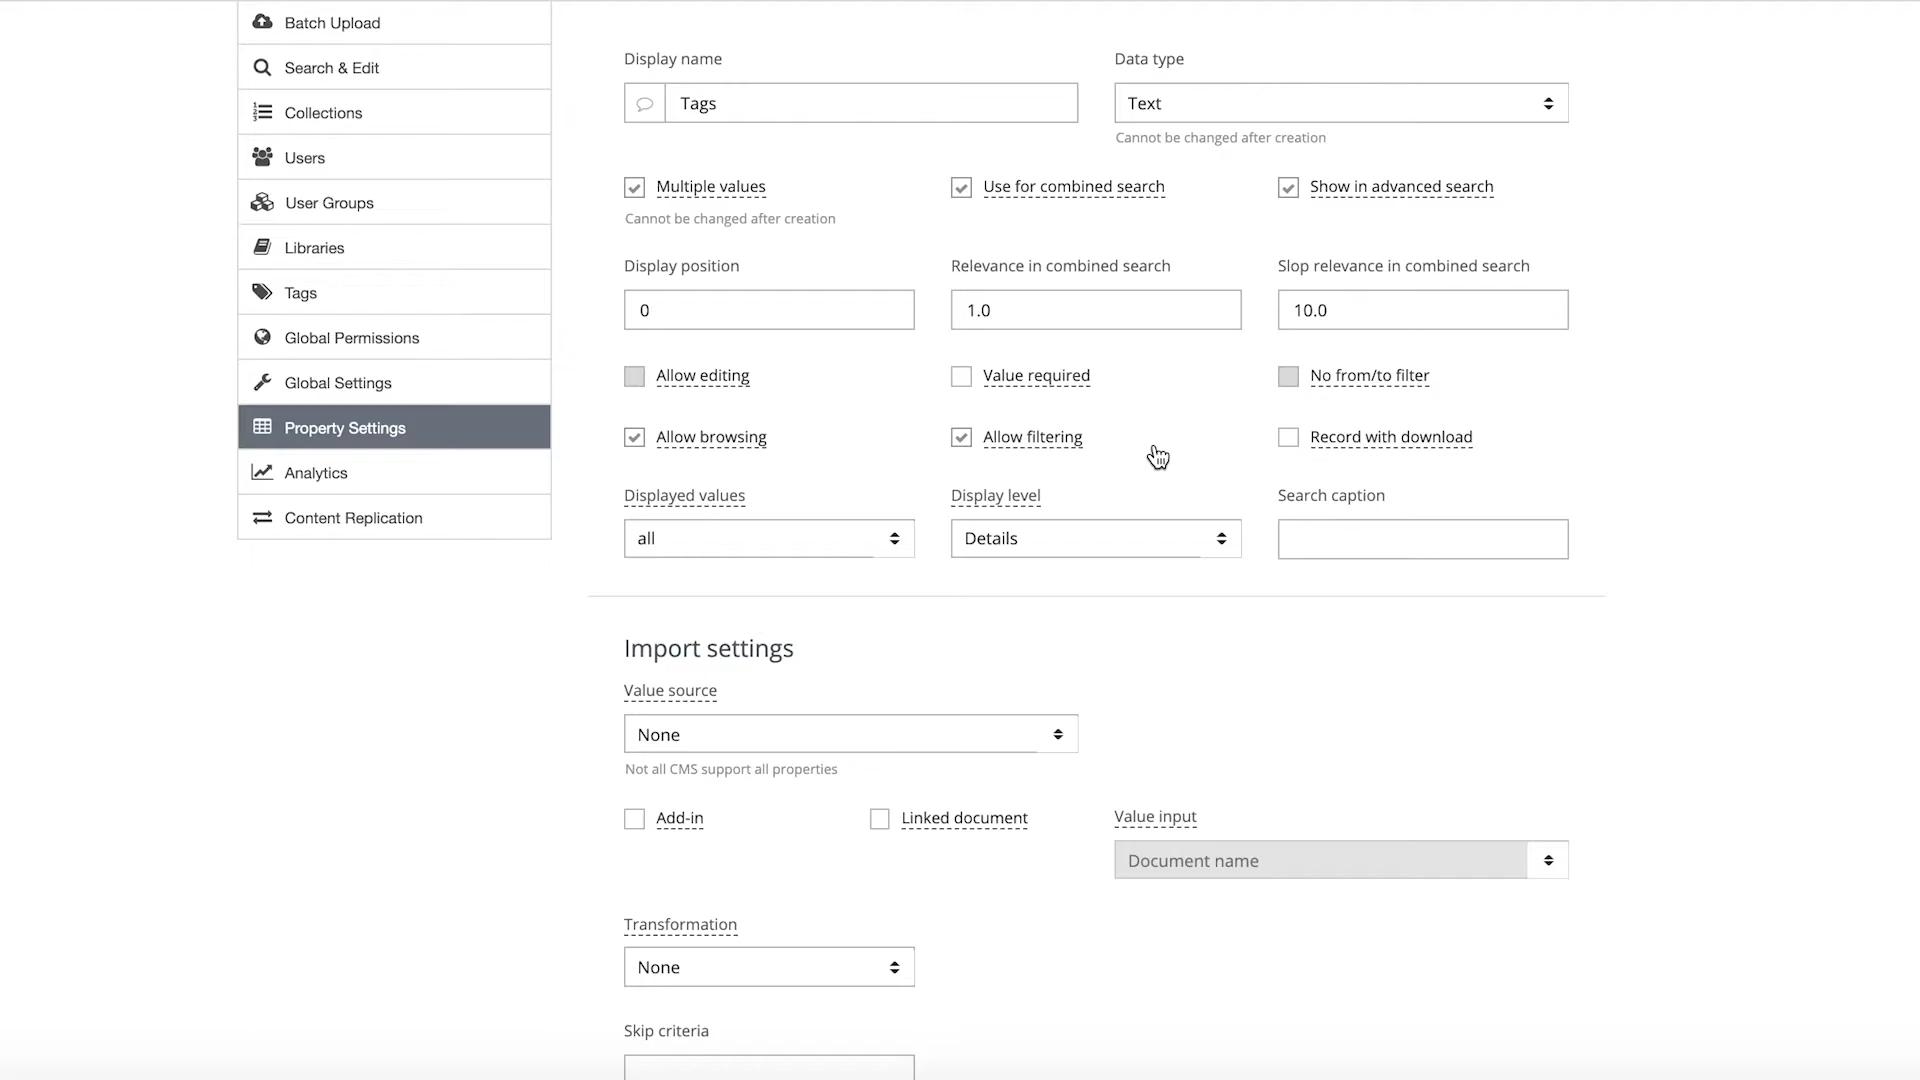 Batch Upload
Search & Edit
Collections
Users
User Groups
Libraries
Tags
Global Permissions
Global Settings
Property Settings
Analytics
Content Replication
Display name
Data type
Tags
Text
Cannot be changed after creation
Multiple values
Use for combined search
Show in advanced search
Cannot be changed after creation
Display position
Relevance in combined search
Slop relevance in combined search
0
1.0
10.0
Allow editing
Value required
No from/to filter
Allow browsing
Allow filtering
Record with download
Displayed values
Display level
Search caption
all
Details
Import settings
Value source
None
Not all CMS support all properties
Add-in
Linked document
Value input
Document name
Transformation
None
Skip criteria